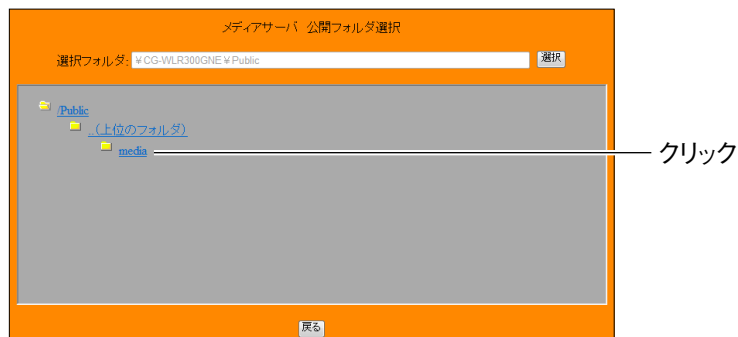 メディアサーバ 公開フォルダ選択
選択フォルダ: ¥CG-WLR300GNE¥Public 選択
/Public
..(上位のフォルダ)
media
クリック
戻る